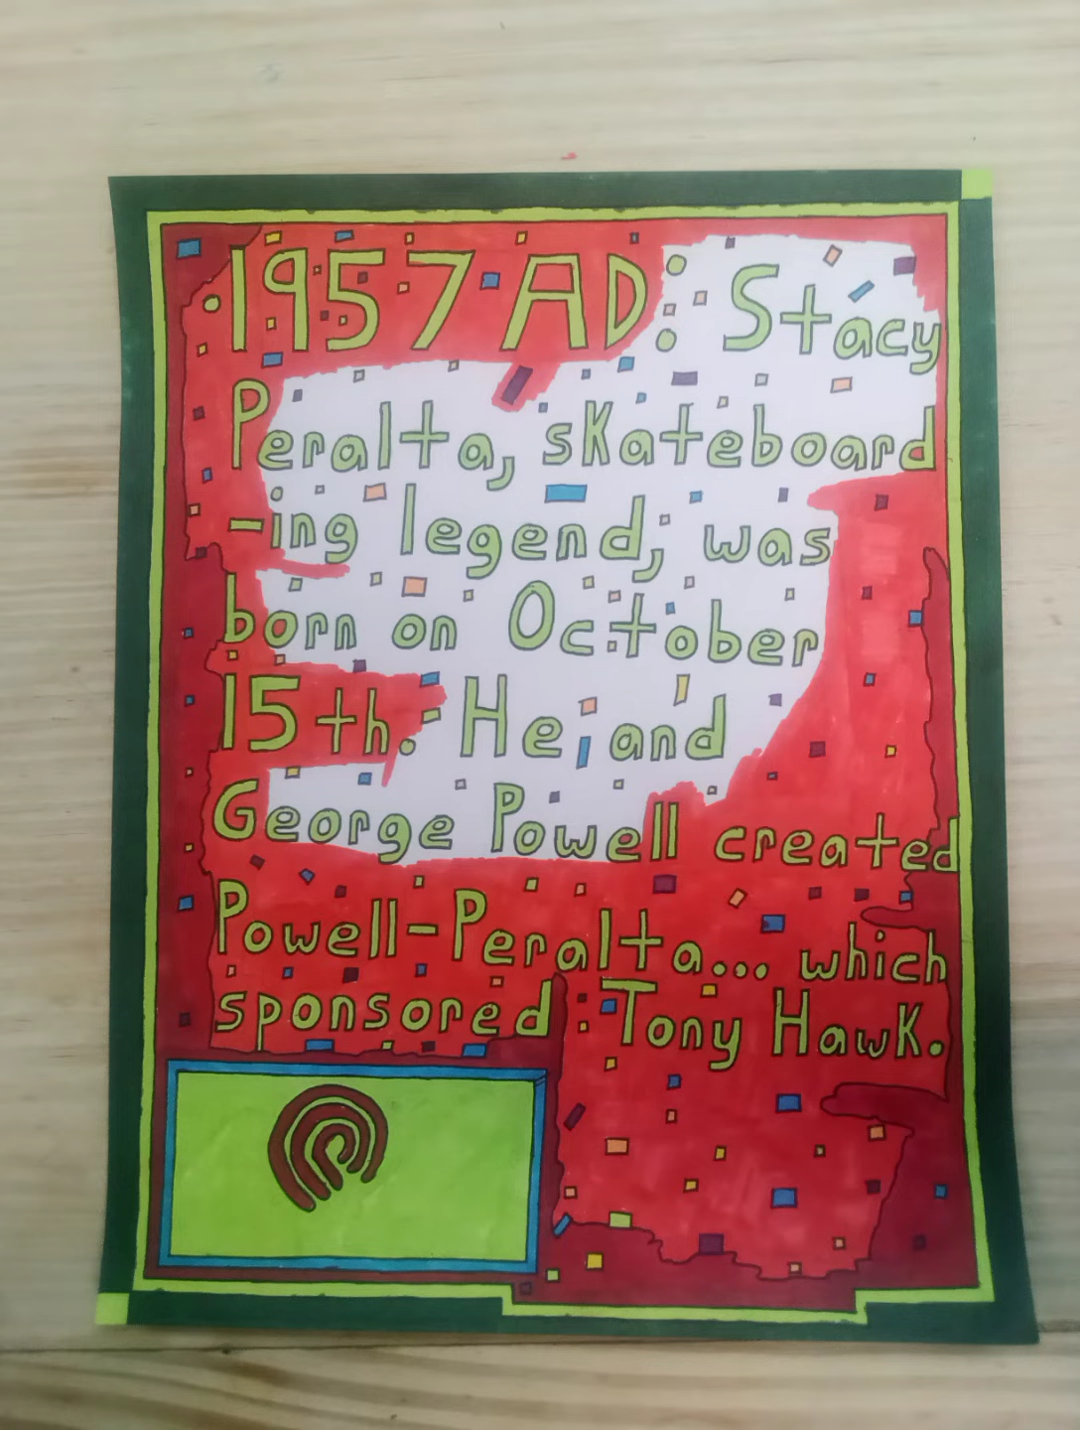 1957 AD: Stacy
Peralta, skateboard
-ing legend, was
born on October
15th. He and
George Powell created
Powell-Peralta... which
sponsored Tony Hawk.